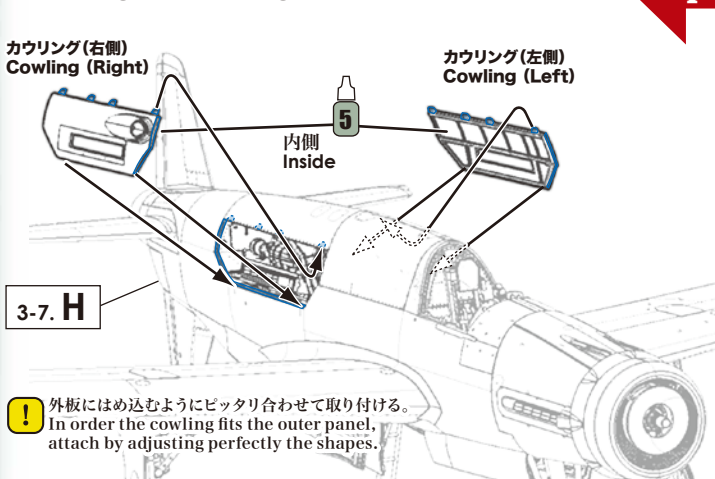 カウリング（右側）
Cowling (Right)
カウリング（左側）
Cowling (Left)
5
内側
Inside
3-7. H
! 外板にはめ込むようにピッタリ合わせて取り付ける。
In order the cowling fits the outer panel,
attach by adjusting perfectly the shapes.